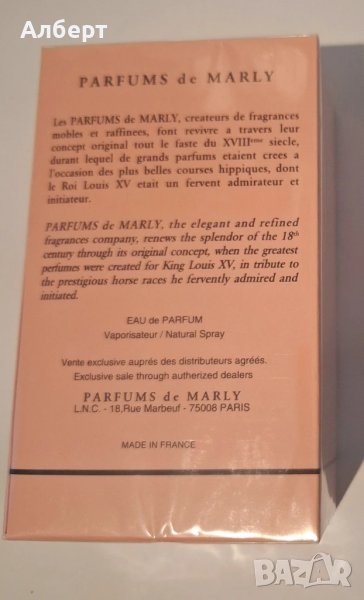 Алберт
PARFUMS de MARLY
Les PARFUMS de MARLY, createurs de fragrances
mobles et raffinees, font revivre a travers leur
concept original tout le faste du XVIIIeme siecle,
durant lequel de grands parfums etaient crees a
l'occasion des plus belles courses hippiques, dont
le Roi Louis XV etait un fervent admirateur et
initiateur.
PARFUMS de MARLY, the elegant and refined
fragrances company, renews the splendor of the 18th
century through its original concept, when the greatest
perfumes were created for King Louis XV, in tribute to
the prestigious horse races he fervently admired and
initiated.
EAU de PARFUM
Vaporisateur / Natural Spray
Vente exclusive auprés des distributeurs agréés.
Exclusive sale through autherized dealers
PARFUMS de MARLY
L.N.C. - 18,Rue Marbeuf - 75008 PARIS
MADE IN FRANCE
BAZAR